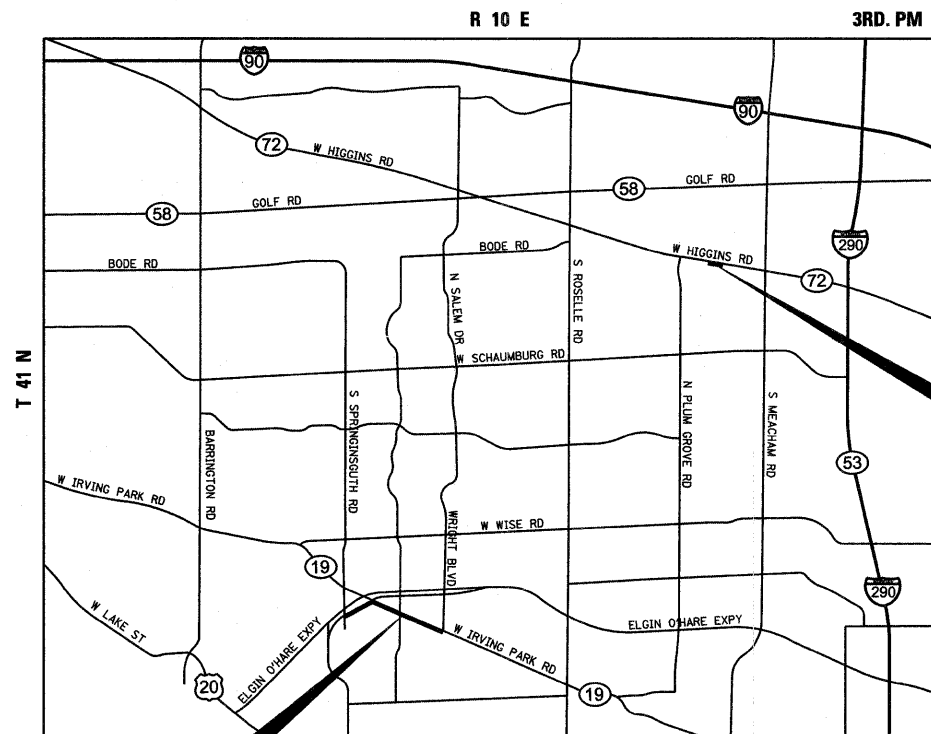 R 10 E
3RD. PM
90
90
72
W HIGGINS RD
58
GOLF RD
58
GOLF RD
BODE RD
BODE RD
W HIGGINS RD
290
72
T 41 N
N SALEM DR
S ROSELLE RD
W SCHAUMBURG RD
S SPRINGINSGUTH RD
N PLUM GROVE RD
S MEACHAM RD
BARRINGTON RD
53
W IRVING PARK RD
W WISE RD
WRIGHT BLVD
19
290
W LAKE ST
ELGIN O'HARE EXPY
W IRVING PARK RD
ELGIN O'HARE EXPY
20
19